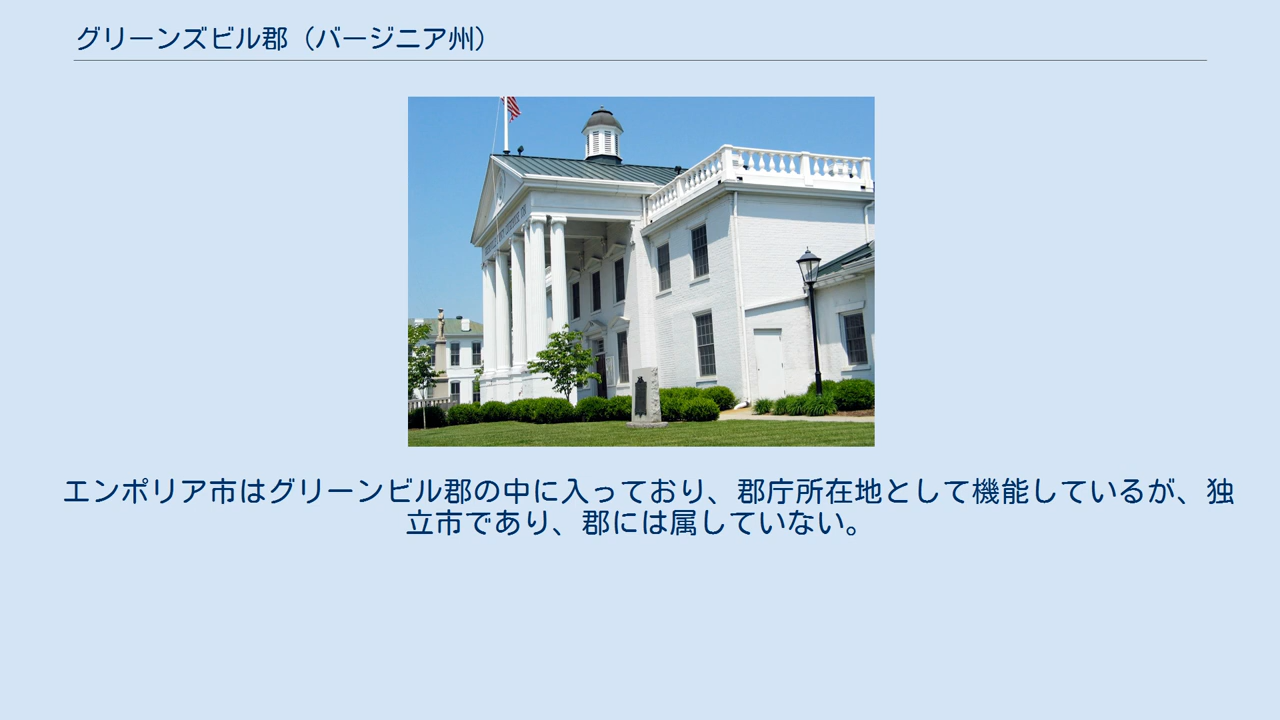 グリーンズビル郡（バージニア州）
エンポリア市はグリーンビル郡の中に入っており、郡庁所在地として機能しているが、独
立市であり、郡には属していない。